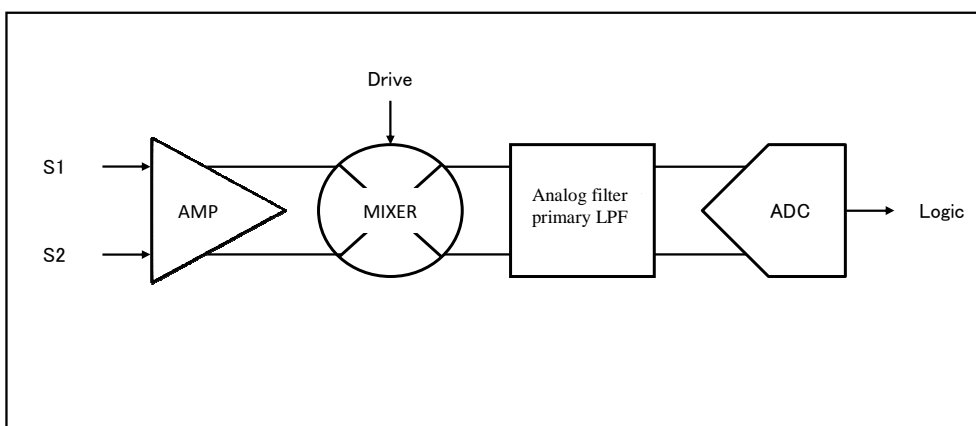 Drive
S1
S2
AMP
MIXER
Analog filter
primary LPF
ADC
Logic